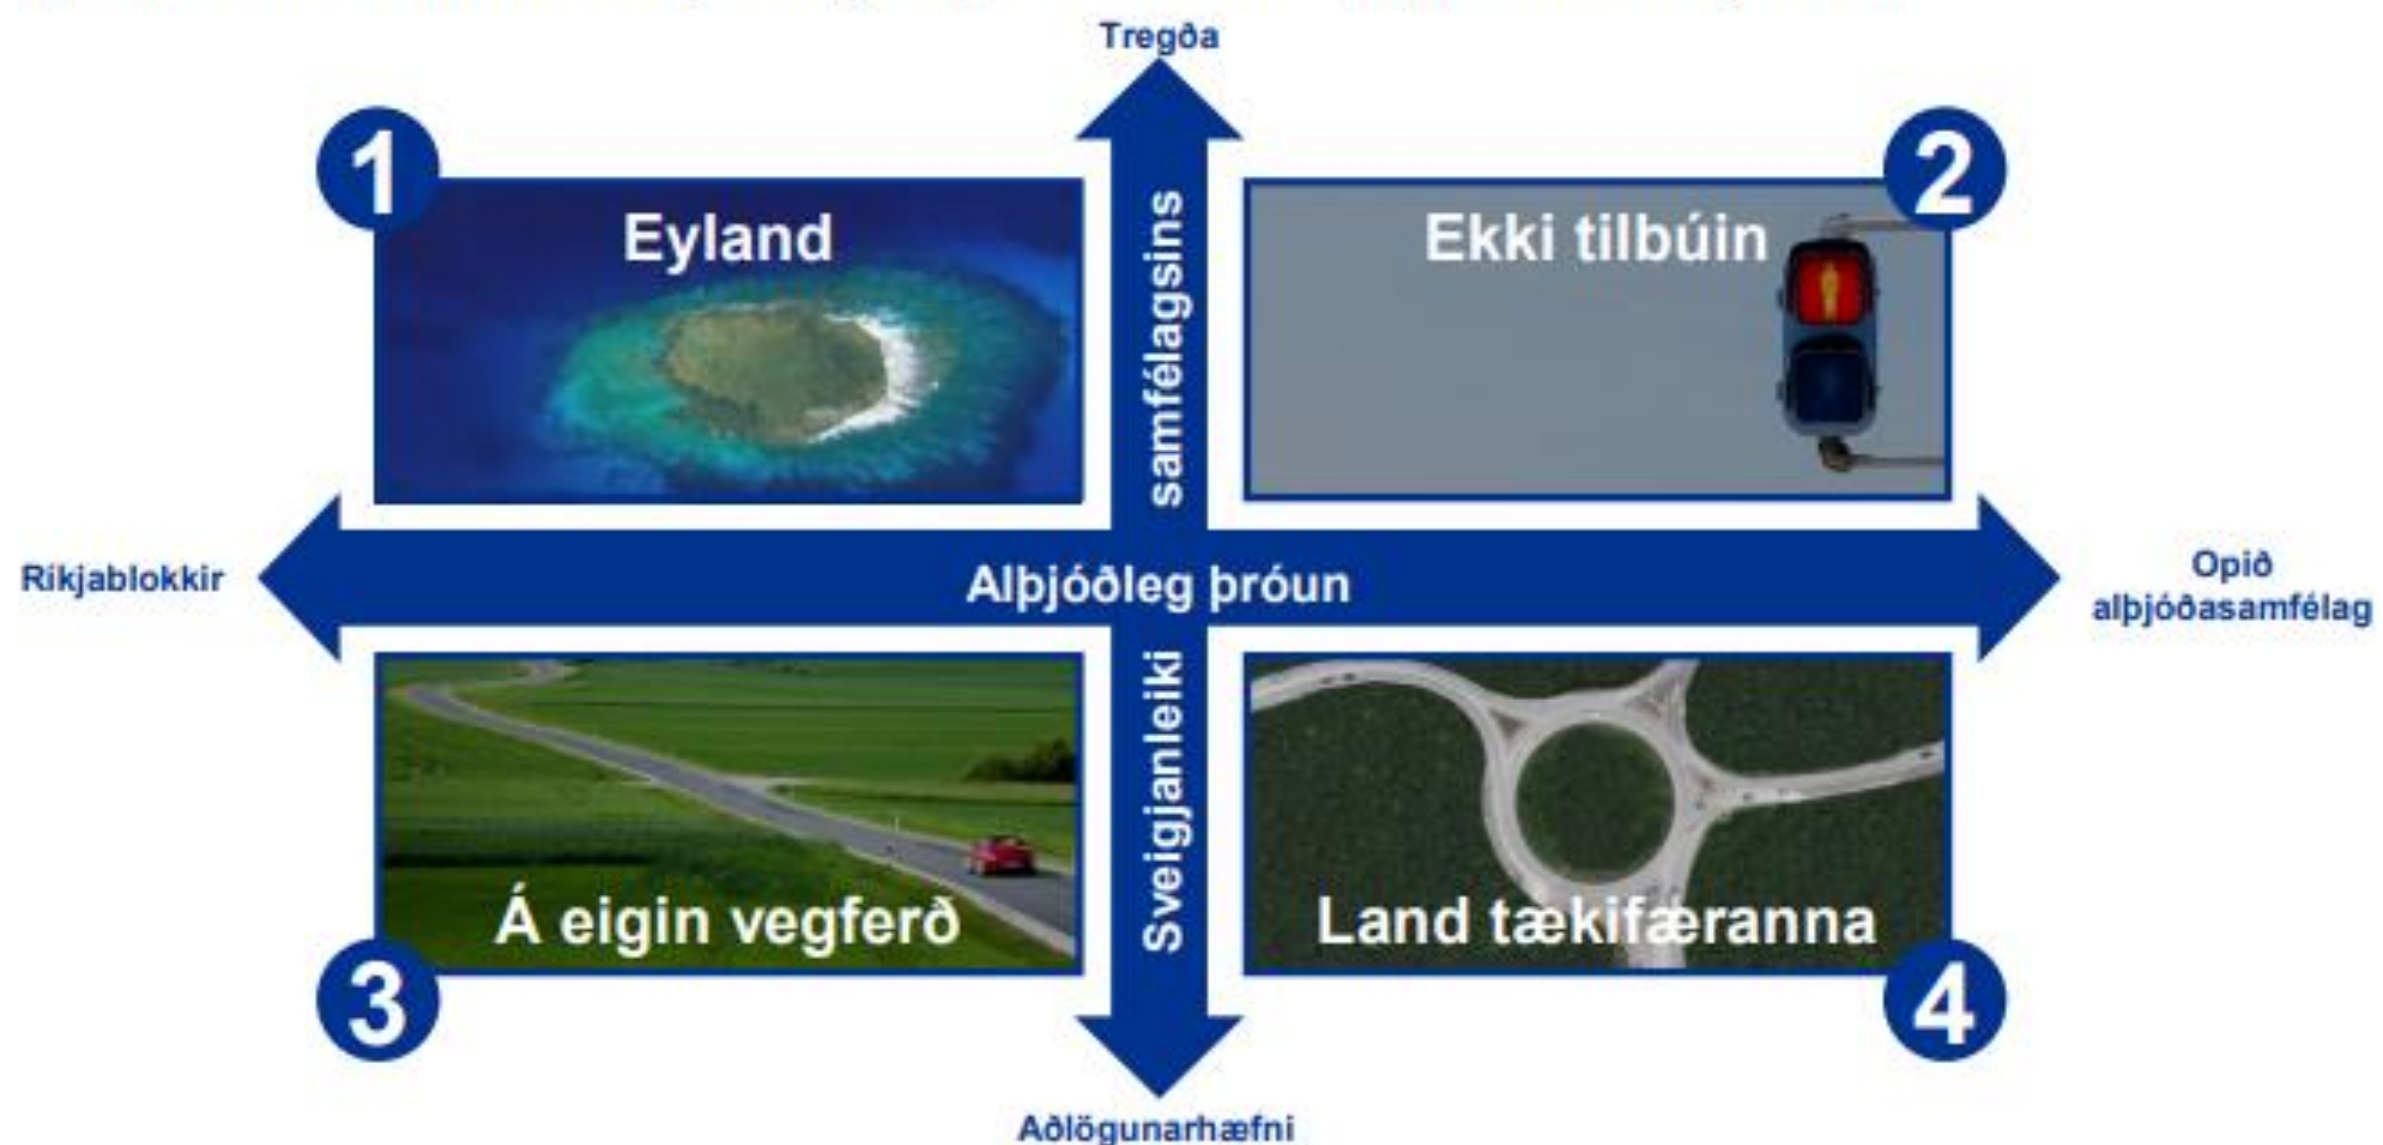 Tregða
1
2
Eyland
Ekki tilbúin
samfélagsins
Ríkjablokkir
Alþjóðleg þróun
Opið
alþjóðasamfélag
Sveigjanleiki
Á eigin vegferð
Land tækifæranna
3
4
Aðlögunarhæfni